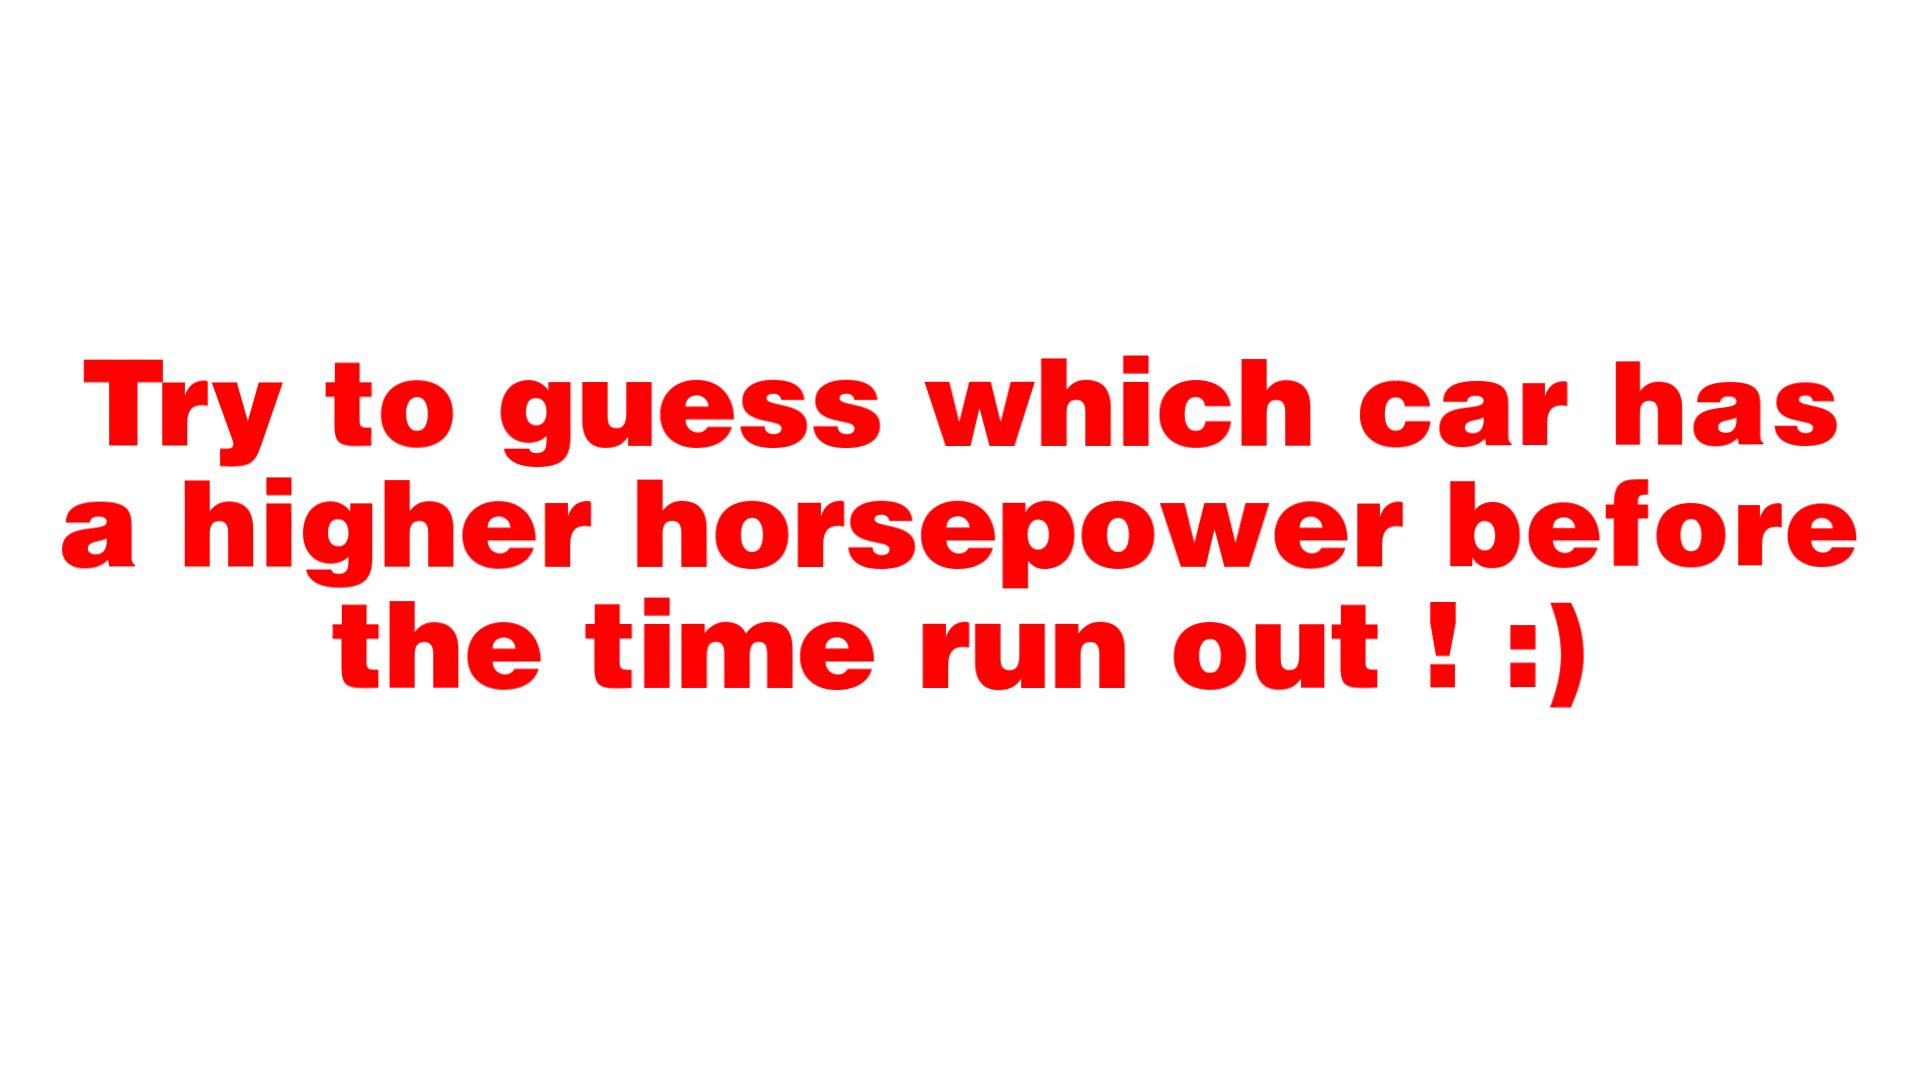 Try to guess which car has
a higher horsepower before
the time run out ! :)